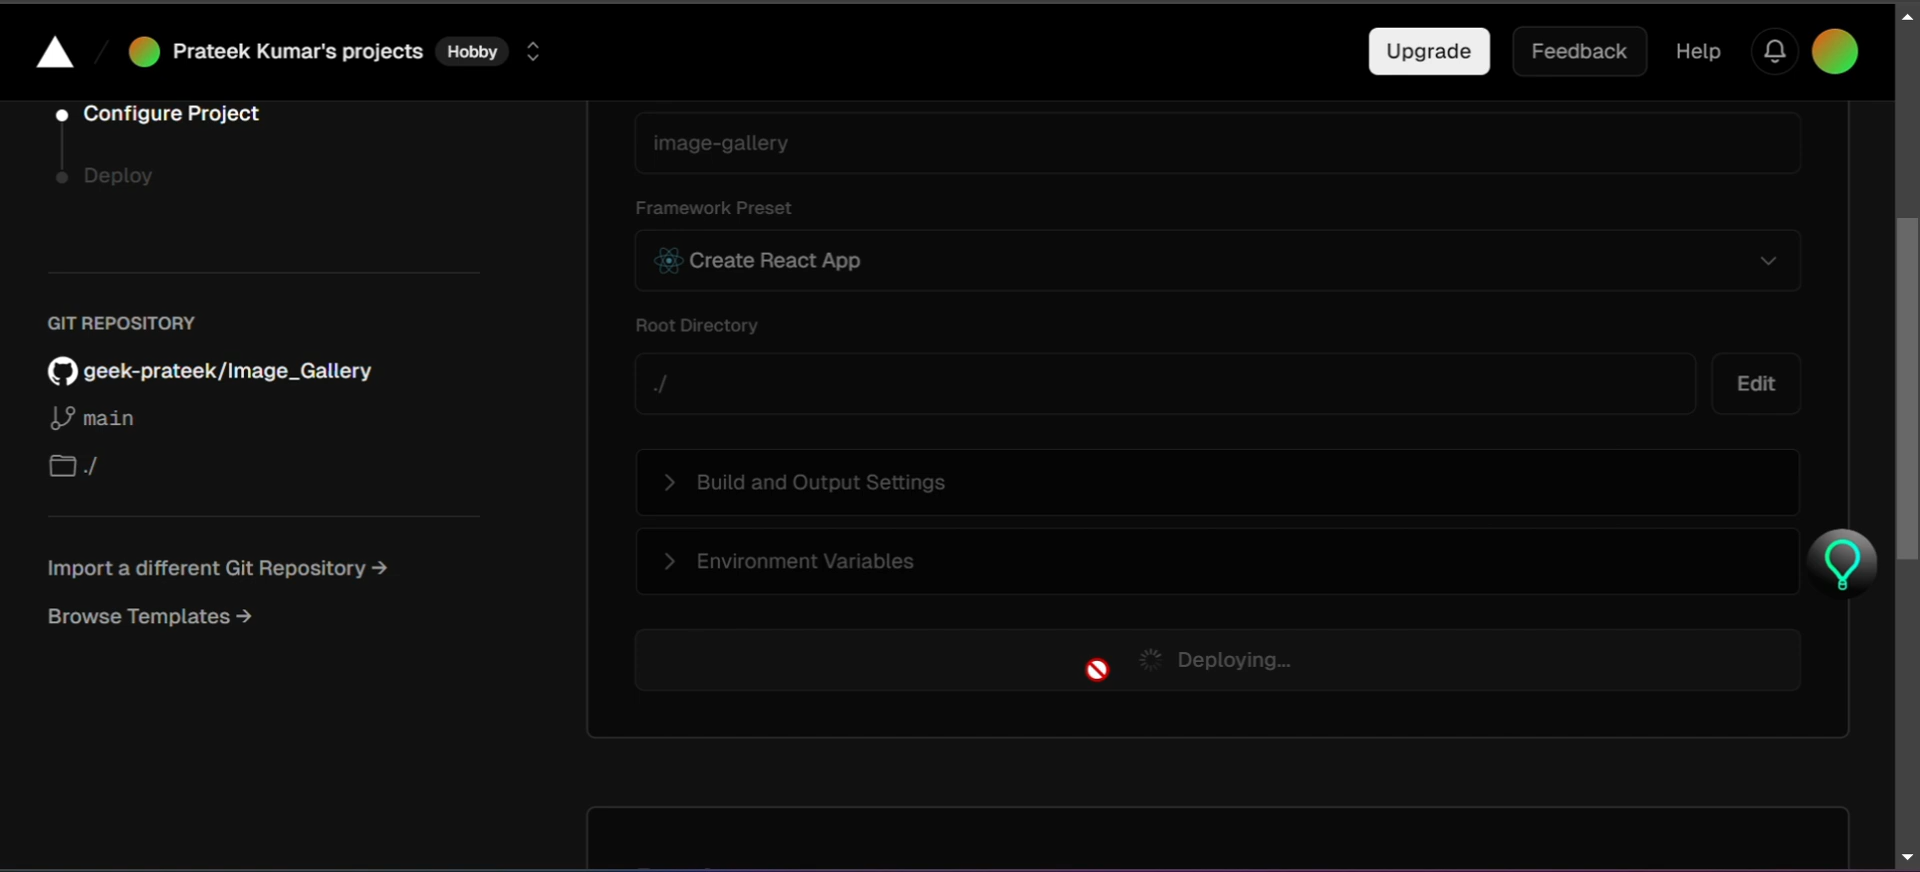 Prateek Kumar's projects Hobby
Upgrade Feedback Help
Configure Project
Deploy
GIT REPOSITORY
geek-prateek/Image_Gallery
main
./
Import a different Git Repository →
Browse Templates →
image-gallery
Framework Preset
Create React App
Root Directory
./ Edit
Build and Output Settings
Environment Variables
Deploying...